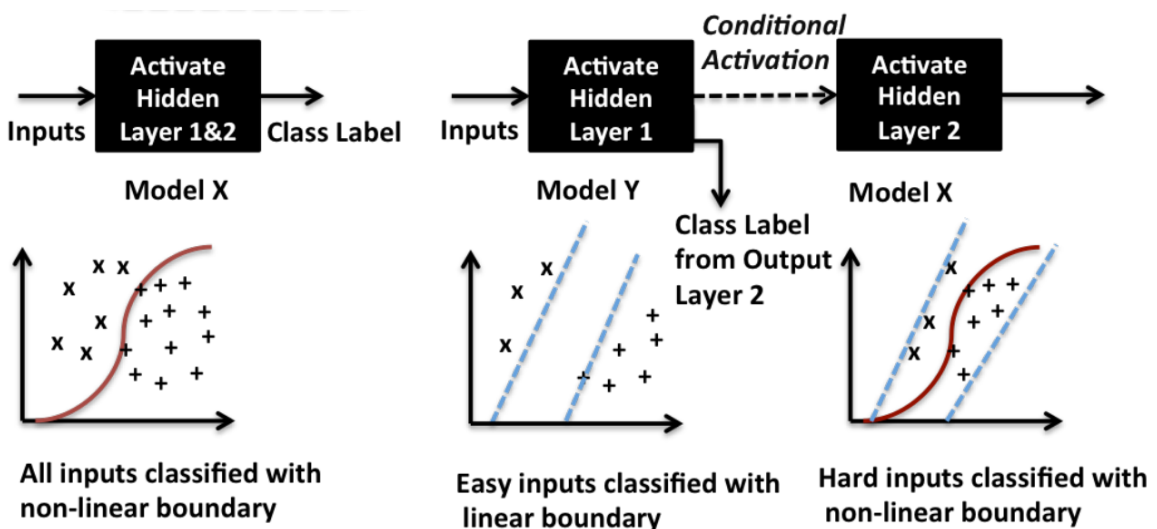 Activate
Hidden
Layer 1&2
Inputs
Class Label
Model X
All inputs classified with
non-linear boundary
Conditional
Activation
Activate
Hidden
Layer 1
Inputs
Model Y
Class Label
from Output
Layer 2
Easy inputs classified with
linear boundary
Activate
Hidden
Layer 2
Model X
Hard inputs classified with
non-linear boundary